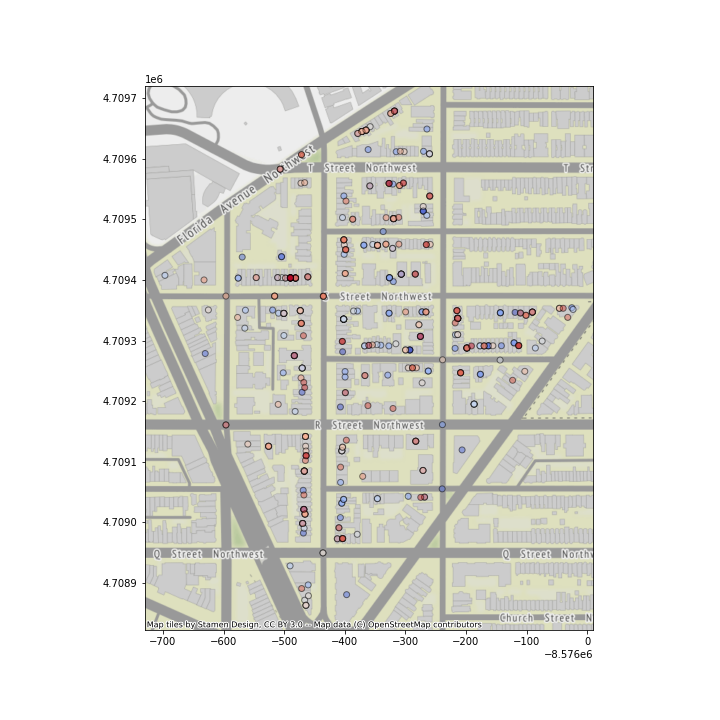 1e6
4.7097
4.7096
4.7095
4.7094
4.7093
4.7092
4.7091
4.7090
4.7089
T Street Northwest
T Str
Florida Avenue Northwest
Street Northwest
R Street Northwest
Q Street Northwest
Q Street Northw
Church Street N
Map tiles by Stamen Design, CC BY 3.0 -- Map data (C) OpenStreetMap contributors
−700 −600 −500 −400 −300 −200 −100 0
−8.576e6